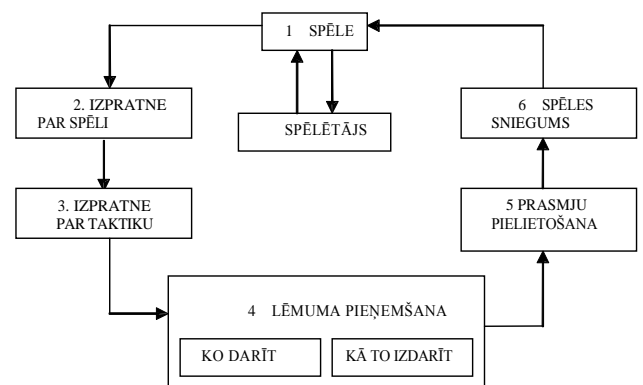 1 SPĒLE
2. IZPRATNE
PAR SPĒLI
SPĒLĒTĀJS
6 SPĒLES
SNIEGUMS
3. IZPRATNE
PAR TAKTIKU
5 PRASMJU
PIELIETOŠANA
4 LĒMUMA PIEŅEMŠANA
KO DARĪT
KĀ TO IZDARĪT